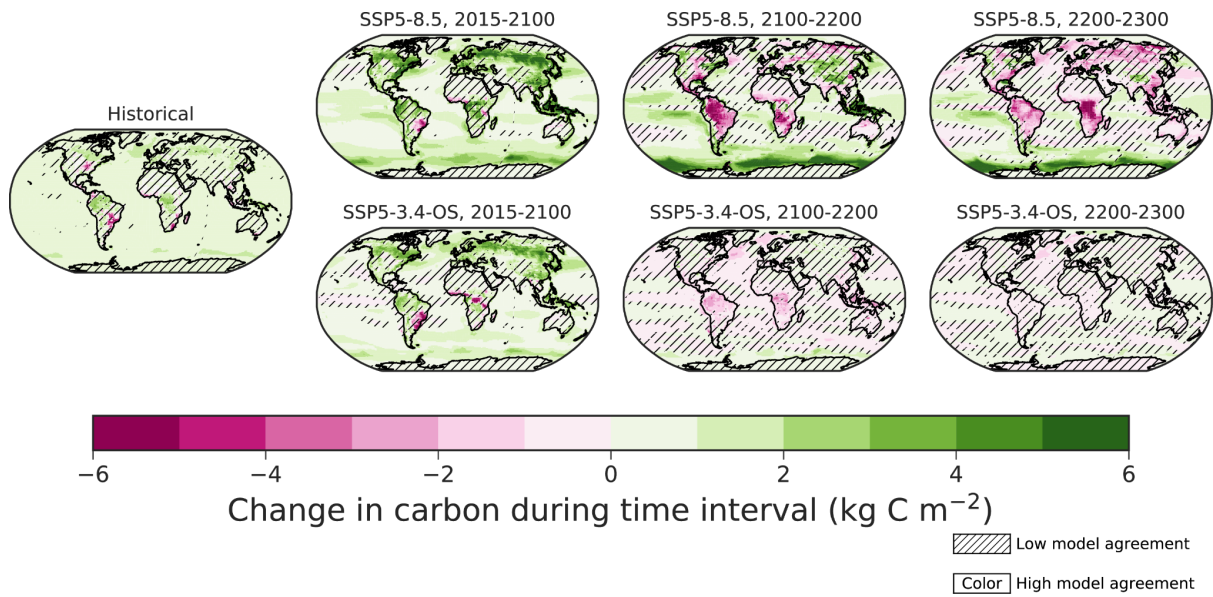 SSP5-8.5, 2015-2100
SSP5-8.5, 2100-2200
SSP5-8.5, 2200-2300
Historical
SSP5-3.4-OS, 2015-2100
SSP5-3.4-OS, 2100-2200
SSP5-3.4-OS, 2200-2300
−6
−4
−2
0
2
4
6
Change in carbon during time interval (kg C m⁻²)
Low model agreement
Color High model agreement